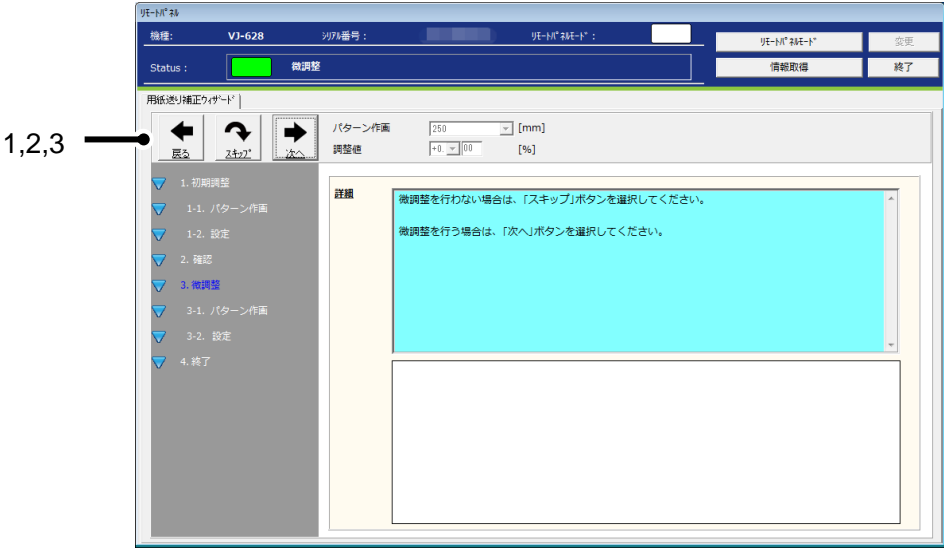 リモートパネル
機種: VJ-628 シリアル番号: リモートパネルモード: リモートパネルモード 変更
Status: 微調整 情報取得 終了
用紙送り補正ウィザード
1,2,3
戻る スキップ 次へ
パターン作画 250 [mm]
調整値 +0. 00 [%]
1. 初期調整
1-1. パターン作画
1-2. 設定
2. 確認
3. 微調整
3-1. パターン作画
3-2. 設定
4. 終了
詳細
微調整を行わない場合は、「スキップ」ボタンを選択してください。
微調整を行う場合は、「次へ」ボタンを選択してください。